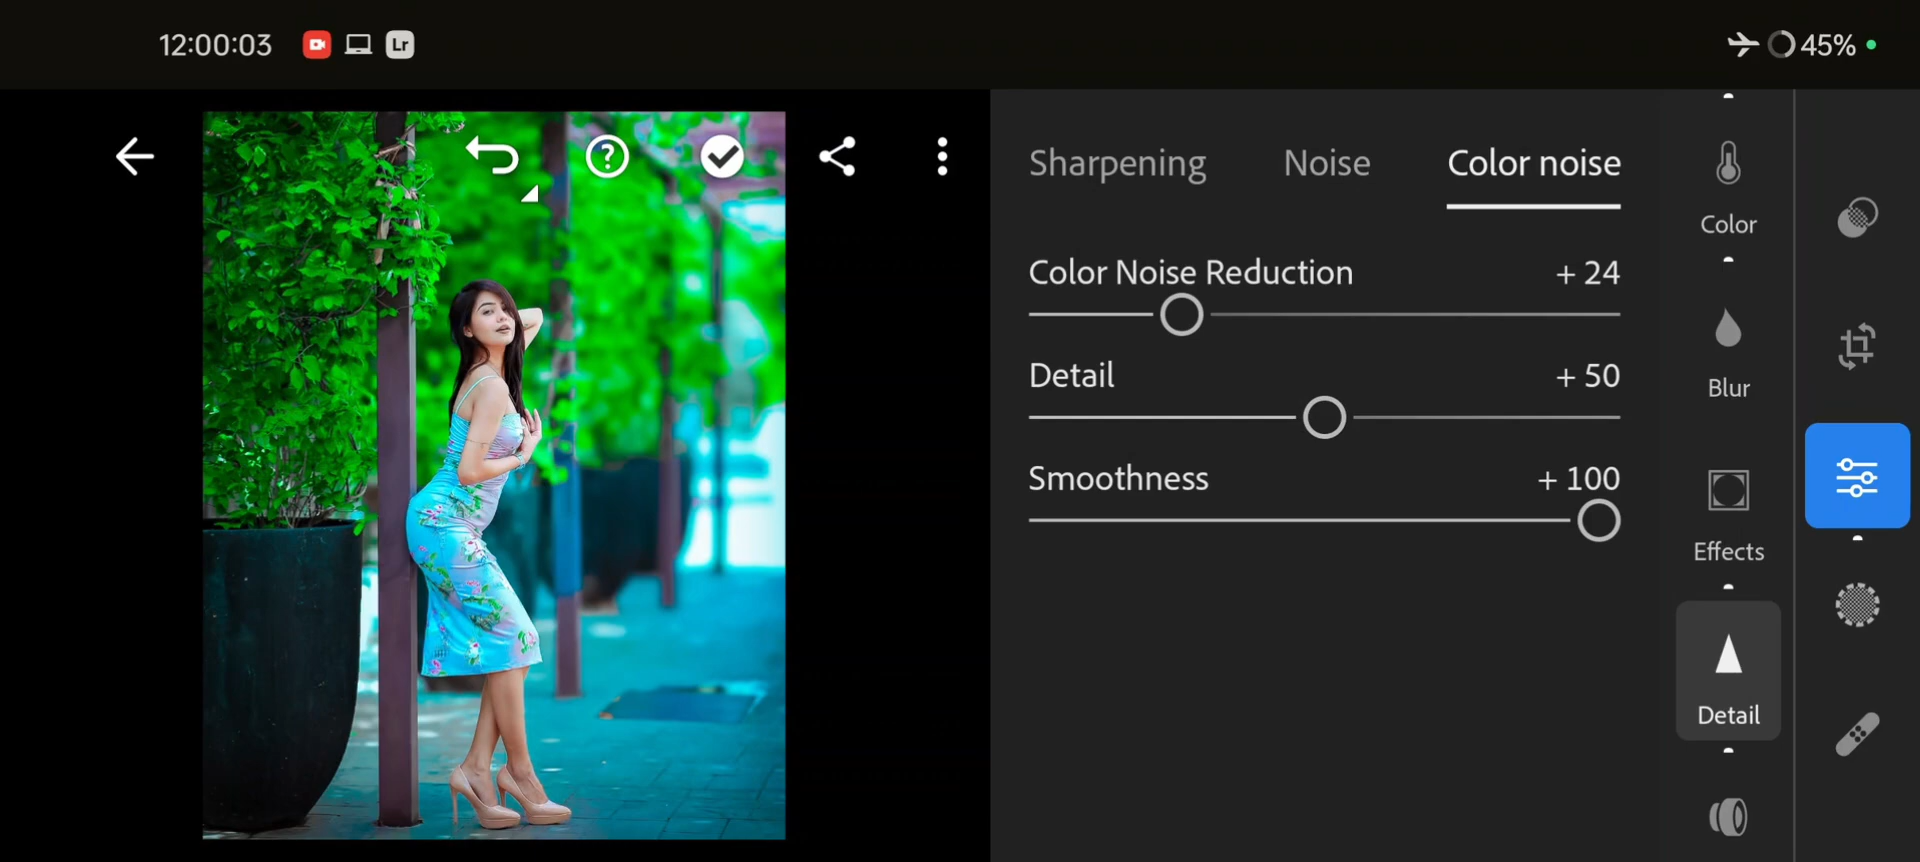 12:00:03 Lr 45%
Sharpening Noise Color noise
Color Noise Reduction + 24
Detail + 50
Smoothness + 100
Color
Blur
Effects
Detail